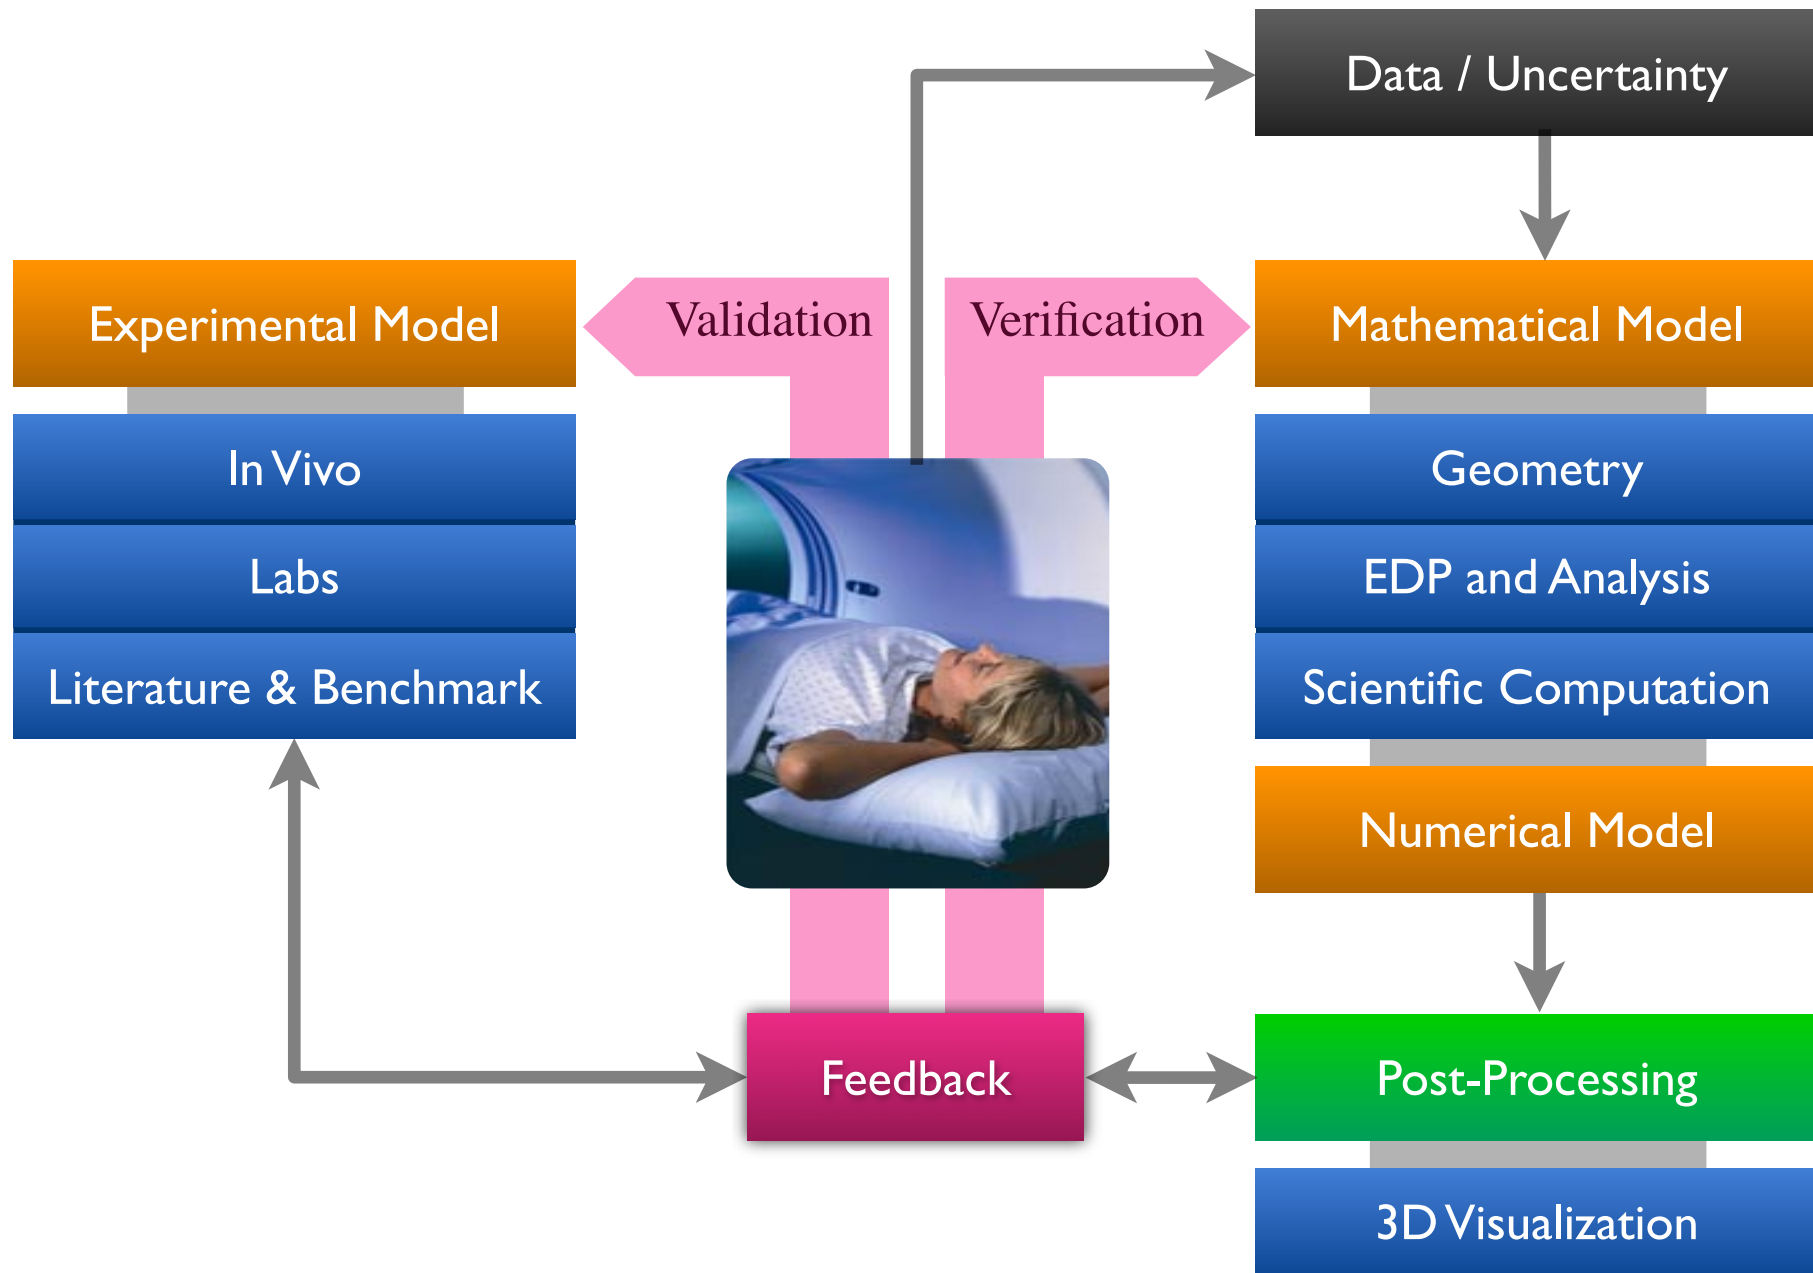 Data / Uncertainty
Experimental Model
Validation
Verification
Mathematical Model
In Vivo
Geometry
Labs
EDP and Analysis
Literature & Benchmark
Scientific Computation
Numerical Model
Feedback
Post-Processing
3D Visualization